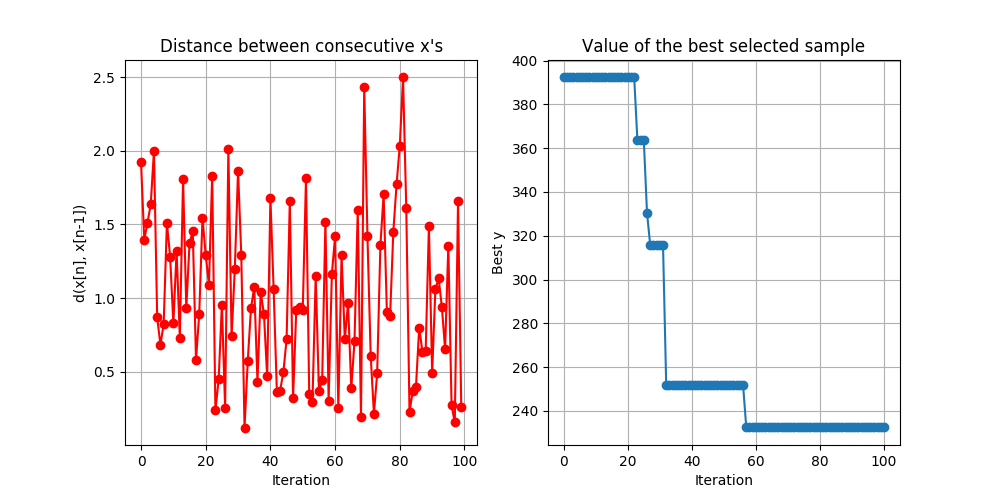 Distance between consecutive x's
d(x[n], x[n-1])
2.5
2.0
1.5
1.0
0.5
0 20 40 60 80 100
Iteration
Value of the best selected sample
Best y
400
380
360
340
320
300
280
260
240
0 20 40 60 80 100
Iteration